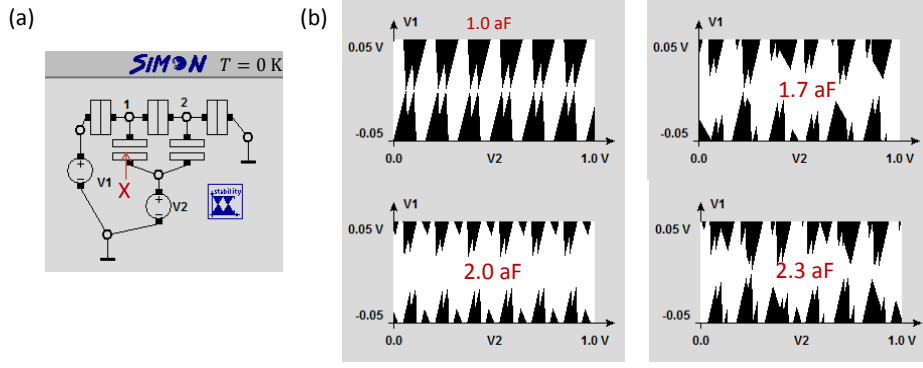 (a)
SIMON T = 0 K
1 2
V1
X
V2
stability
(b)
V1
1.0 aF
0.05 V
-0.05
0.0 V2 1.0 V
V1
0.05 V
1.7 aF
-0.05
0.0 V2 1.0 V
V1
0.05 V
2.0 aF
-0.05
0.0 V2 1.0 V
V1
0.05 V
2.3 aF
-0.05
0.0 V2 1.0 V